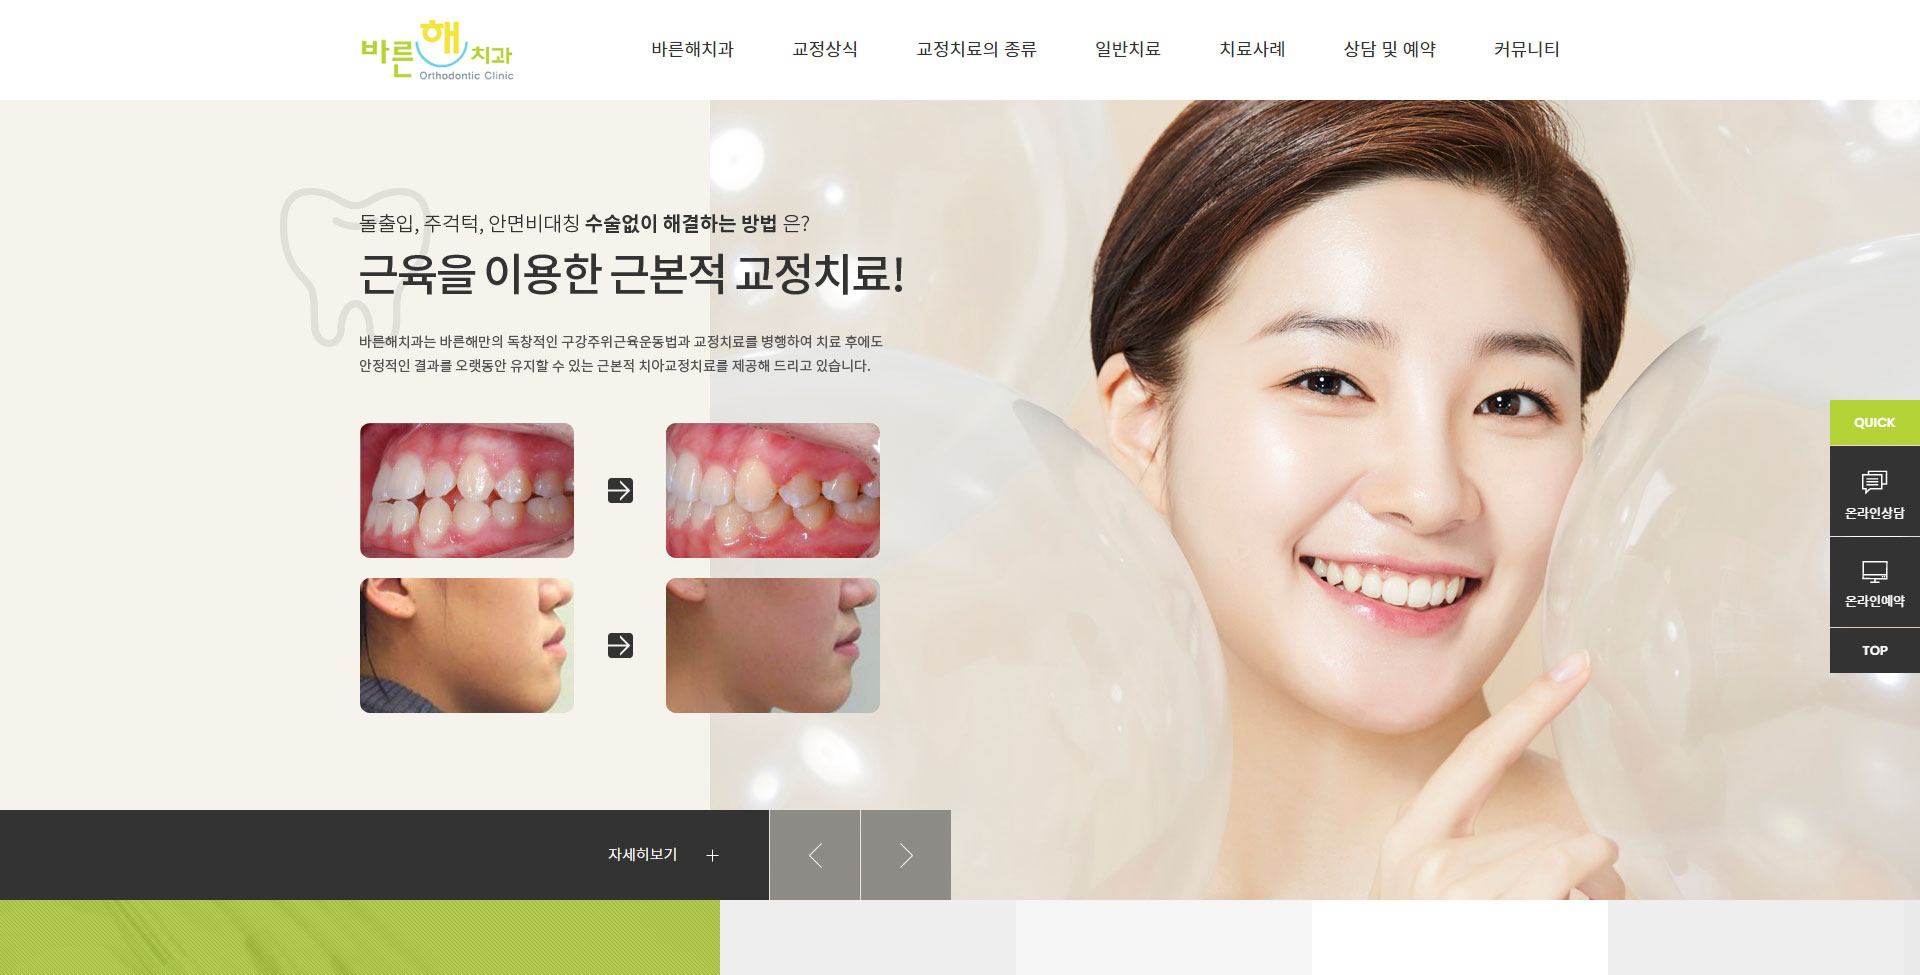 바른해치과
Orthodontic Clinic
바른해치과
교정상식
교정치료의 종류
일반치료
치료사례
상담 및 예약
커뮤니티
돌출입, 주걱턱, 안면비대칭 수술없이 해결하는 방법 은?
근육을 이용한 근본적 교정치료!
바른해치과는 바른해만의 독창적인 구강주위근육운동법과 교정치료를 병행하여 치료 후에도
안정적인 결과를 오랫동안 유지할 수 있는 근본적 치아교정치료를 제공해 드리고 있습니다.
QUICK
온라인상담
온라인예약
TOP
자세히보기